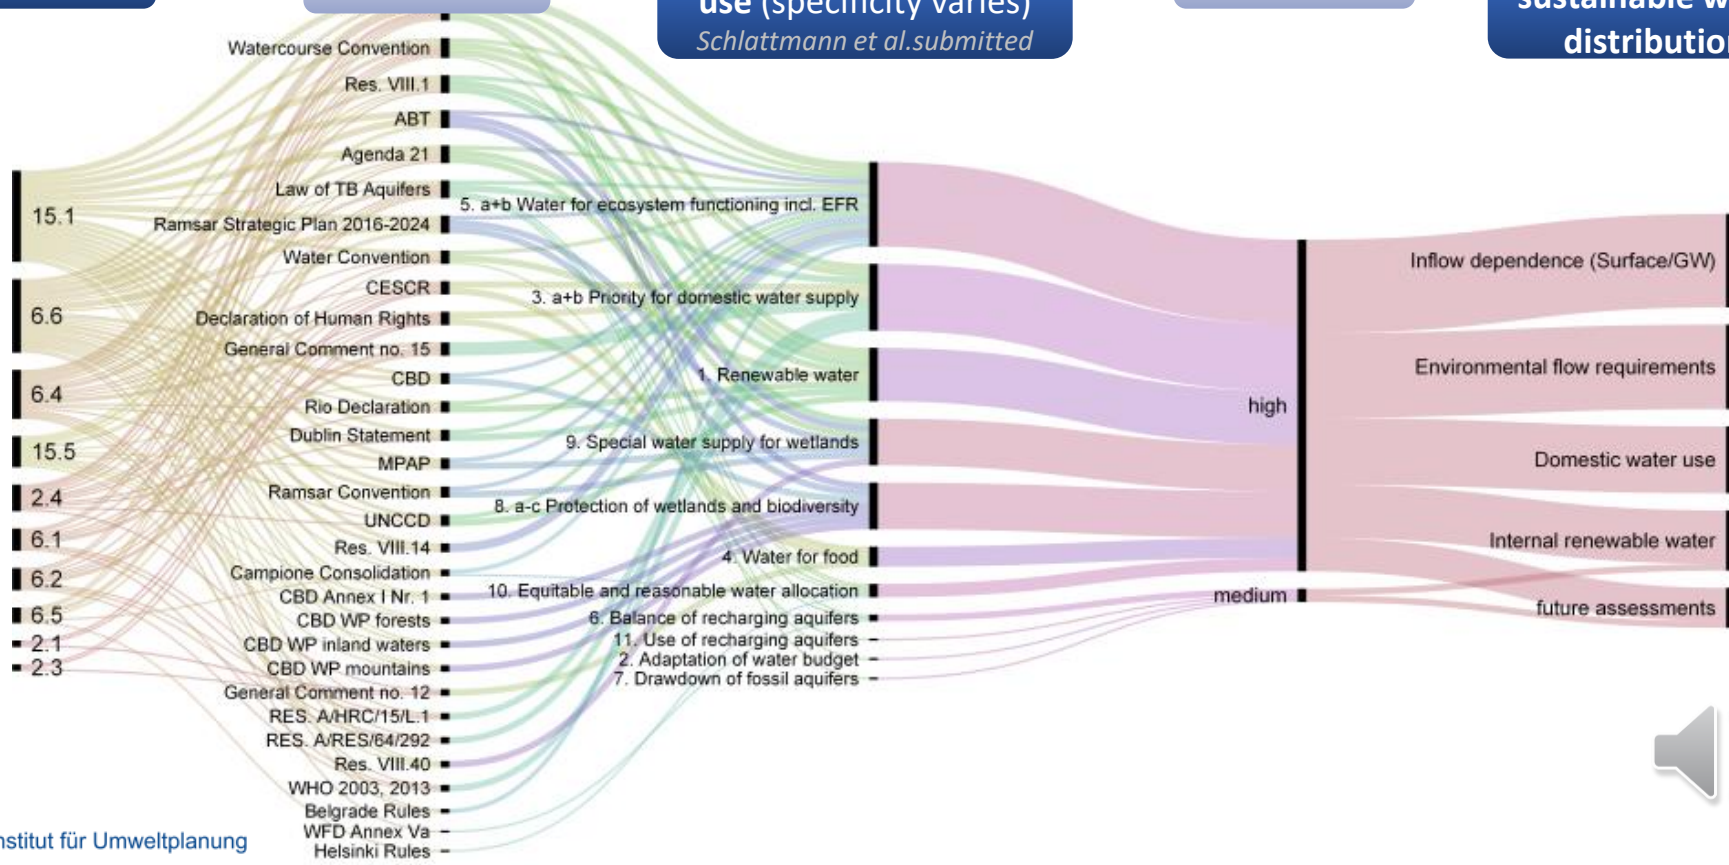 use (specificity varies)
Schlattmann et al.submitted
sustainable w
distribution
15.1
6.6
6.4
15.5
2.4
6.1
6.2
6.5
2.1
2.3
Watercourse Convention
Res. VIII.1
ABT
Agenda 21
Law of TB Aquifers
Ramsar Strategic Plan 2016-2024
Water Convention
CESCR
Declaration of Human Rights
General Comment no. 15
CBD
Rio Declaration
Dublin Statement
MPAP
Ramsar Convention
UNCCD
Res. VIII.14
Campione Consolidation
CBD Annex I Nr. 1
CBD WP forests
CBD WP inland waters
CBD WP mountains
General Comment no. 12
RES. A/HRC/15/L.1
RES. A/RES/64/292
Res. VIII.40
WHO 2003, 2013
Belgrade Rules
WFD Annex Va
Helsinki Rules
5. a+b Water for ecosystem functioning incl. EFR
3. a+b Priority for domestic water supply
1. Renewable water
9. Special water supply for wetlands
8. a-c Protection of wetlands and biodiversity
4. Water for food
10. Equitable and reasonable water allocation
6. Balance of recharging aquifers
11. Use of recharging aquifers
2. Adaptation of water budget
7. Drawdown of fossil aquifers
high
medium
Inflow dependence (Surface/GW)
Environmental flow requirements
Domestic water use
Internal renewable water
future assessments
nstitut für Umweltplanung